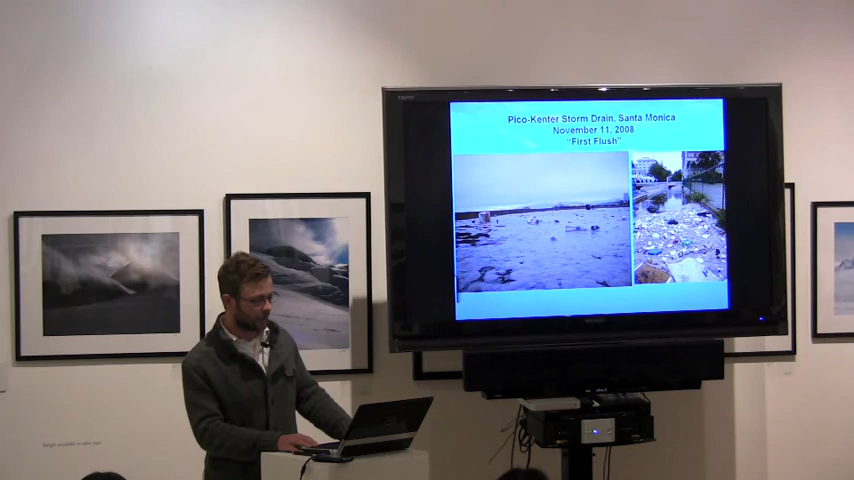 Pico-Kenter Storm Drain, Santa Monica
November 11, 2008
"First Flush"